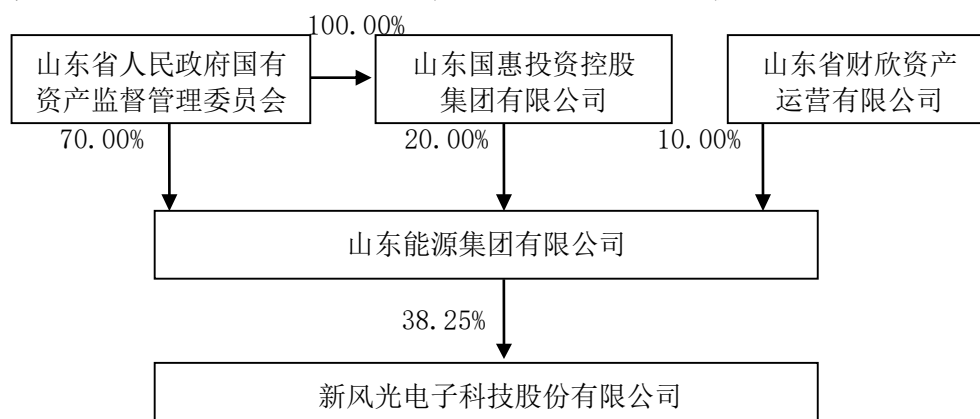 100.00%
山东省人民政府国有
资产监督管理委员会
山东国惠投资控股
集团有限公司
山东省财欣资产
运营有限公司
70.00%
20.00%
10.00%
山东能源集团有限公司
38.25%
新风光电子科技股份有限公司